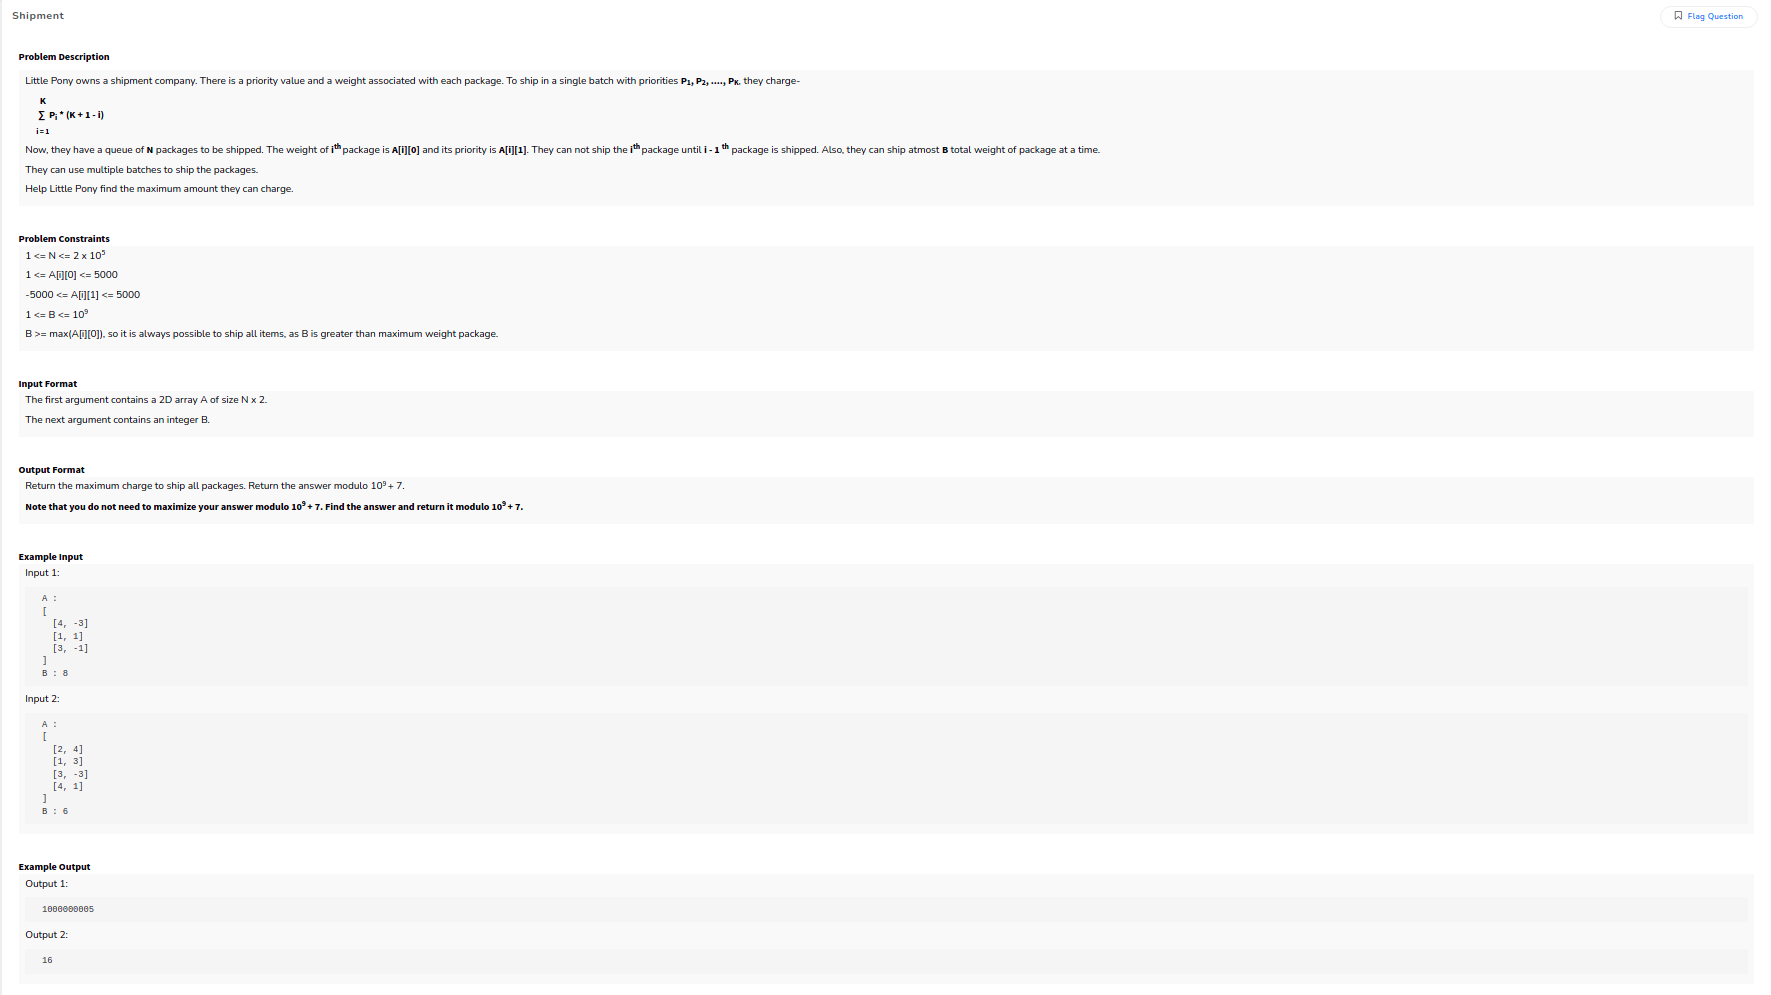 Shipment
Flag Question
Problem Description
Little Pony owns a shipment company. There is a priority value and a weight associated with each package. To ship in a single batch with priorities P1, P2, ...., PK, they charge-
K
∑ Pi * (K + 1 - i)
i = 1
Now, they have a queue of N packages to be shipped. The weight of ith package is A[i][0] and its priority is A[i][1]. They can not ship the ith package until i - 1 th package is shipped. Also, they can ship atmost B total weight of package at a time.
They can use multiple batches to ship the packages.
Help Little Pony find the maximum amount they can charge.
Problem Constraints
1 <= N <= 2 x 10^5
1 <= A[i][0] <= 5000
-5000 <= A[i][1] <= 5000
1 <= B <= 10^9
B >= max(A[i][0]), so it is always possible to ship all items, as B is greater than maximum weight package.
Input Format
The first argument contains a 2D array A of size N x 2.
The next argument contains an integer B.
Output Format
Return the maximum charge to ship all packages. Return the answer modulo 10^9 + 7.
Note that you do not need to maximize your answer modulo 10^9 + 7. Find the answer and return it modulo 10^9 + 7.
Example Input
Input 1:
A :
[
[4, -3]
[1, 1]
[3, -1]
]
B : 8
Input 2:
A :
[
[2, 4]
[1, 3]
[3, -3]
[4, 1]
]
B : 6
Example Output
Output 1:
1000000005
Output 2:
16